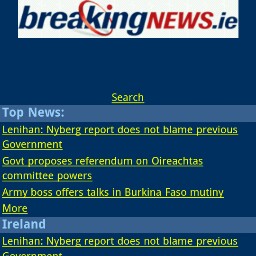 breakingNEWS.ie
Search
Top News:
Lenihan: Nyberg report does not blame previous
Government
Govt proposes referendum on Oireachtas
committee powers
Army boss offers talks in Burkina Faso mutiny
More
Ireland
Lenihan: Nyberg report does not blame previous
Government